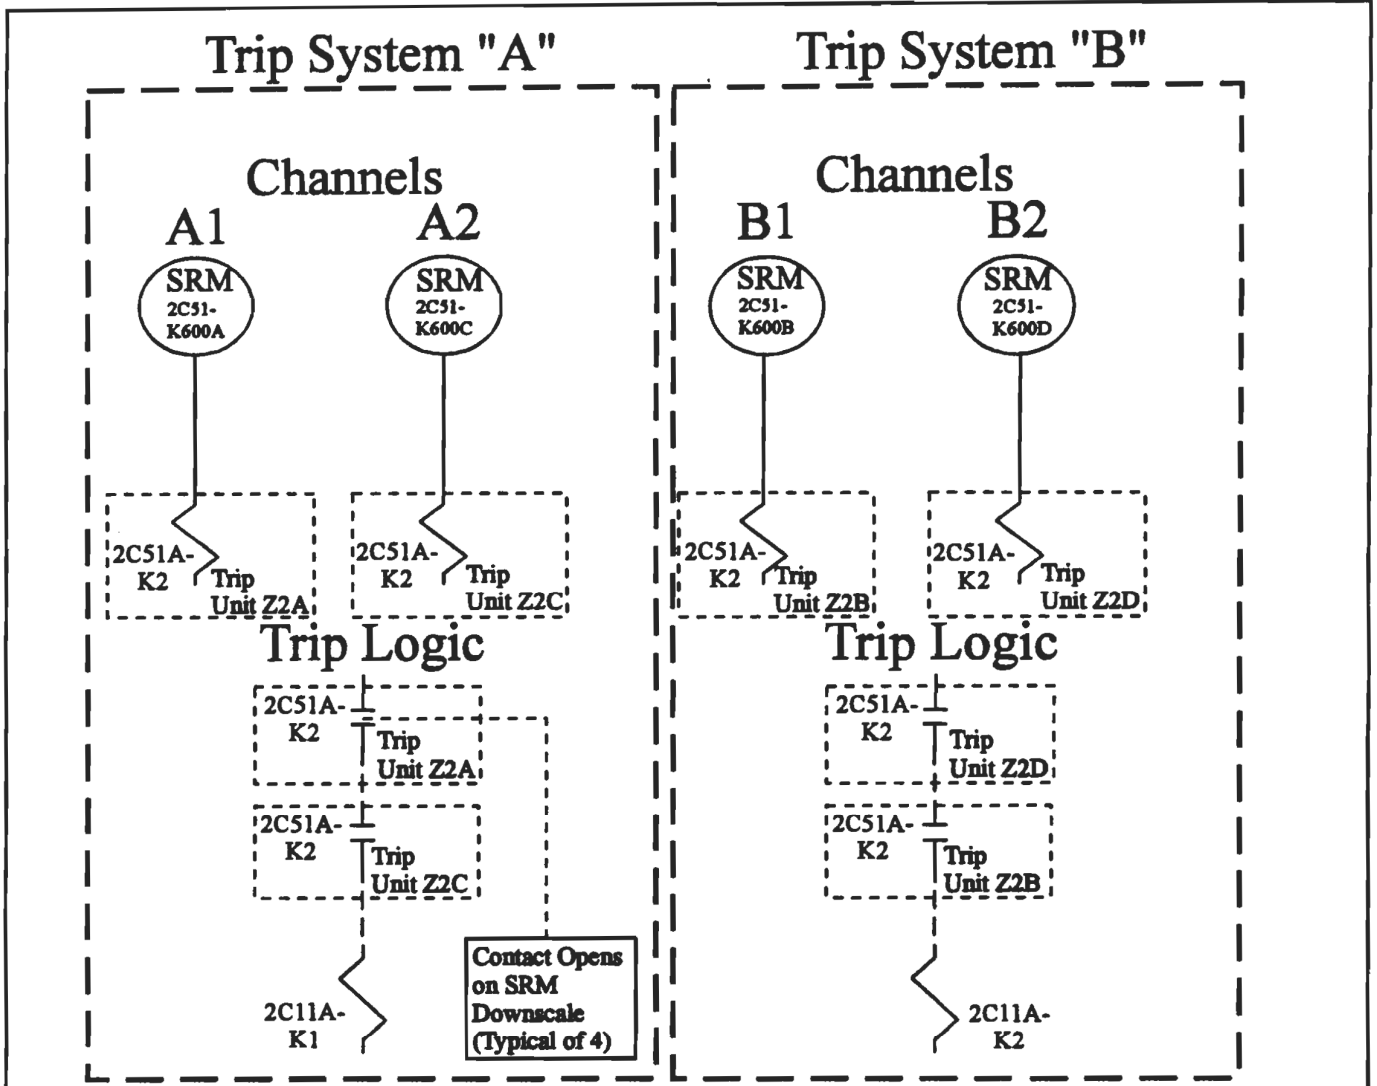 Trip System "A"
Trip System "B"
Channels
A1
A2
SRM
2C51-
K600A
SRM
2C51-
K600C
2C51A-
K2
Trip
Unit Z2A
2C51A-
K2
Trip
Unit Z2C
Trip Logic
2C51A-
K2
Trip
Unit Z2A
2C51A-
K2
Trip
Unit Z2C
2C11A-
K1
Contact Opens
on SRM
Downscale
(Typical of 4)
Channels
B1
B2
SRM
2C51-
K600B
SRM
2C51-
K600D
2C51A-
K2
Trip
Unit Z2B
2C51A-
K2
Trip
Unit Z2D
Trip Logic
2C51A-
K2
Trip
Unit Z2D
2C51A-
K2
Trip
Unit Z2B
2C11A-
K2